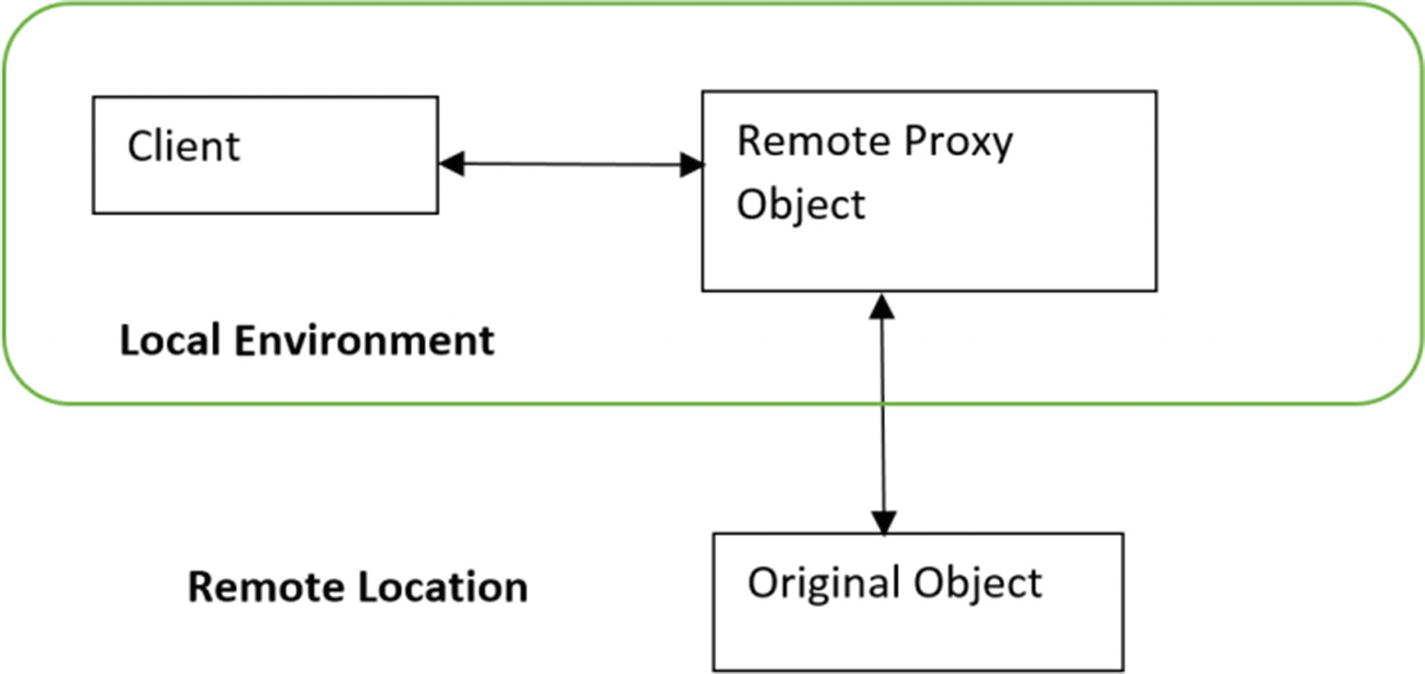 Client
Remote Proxy
Object
Local Environment
Remote Location
Original Object